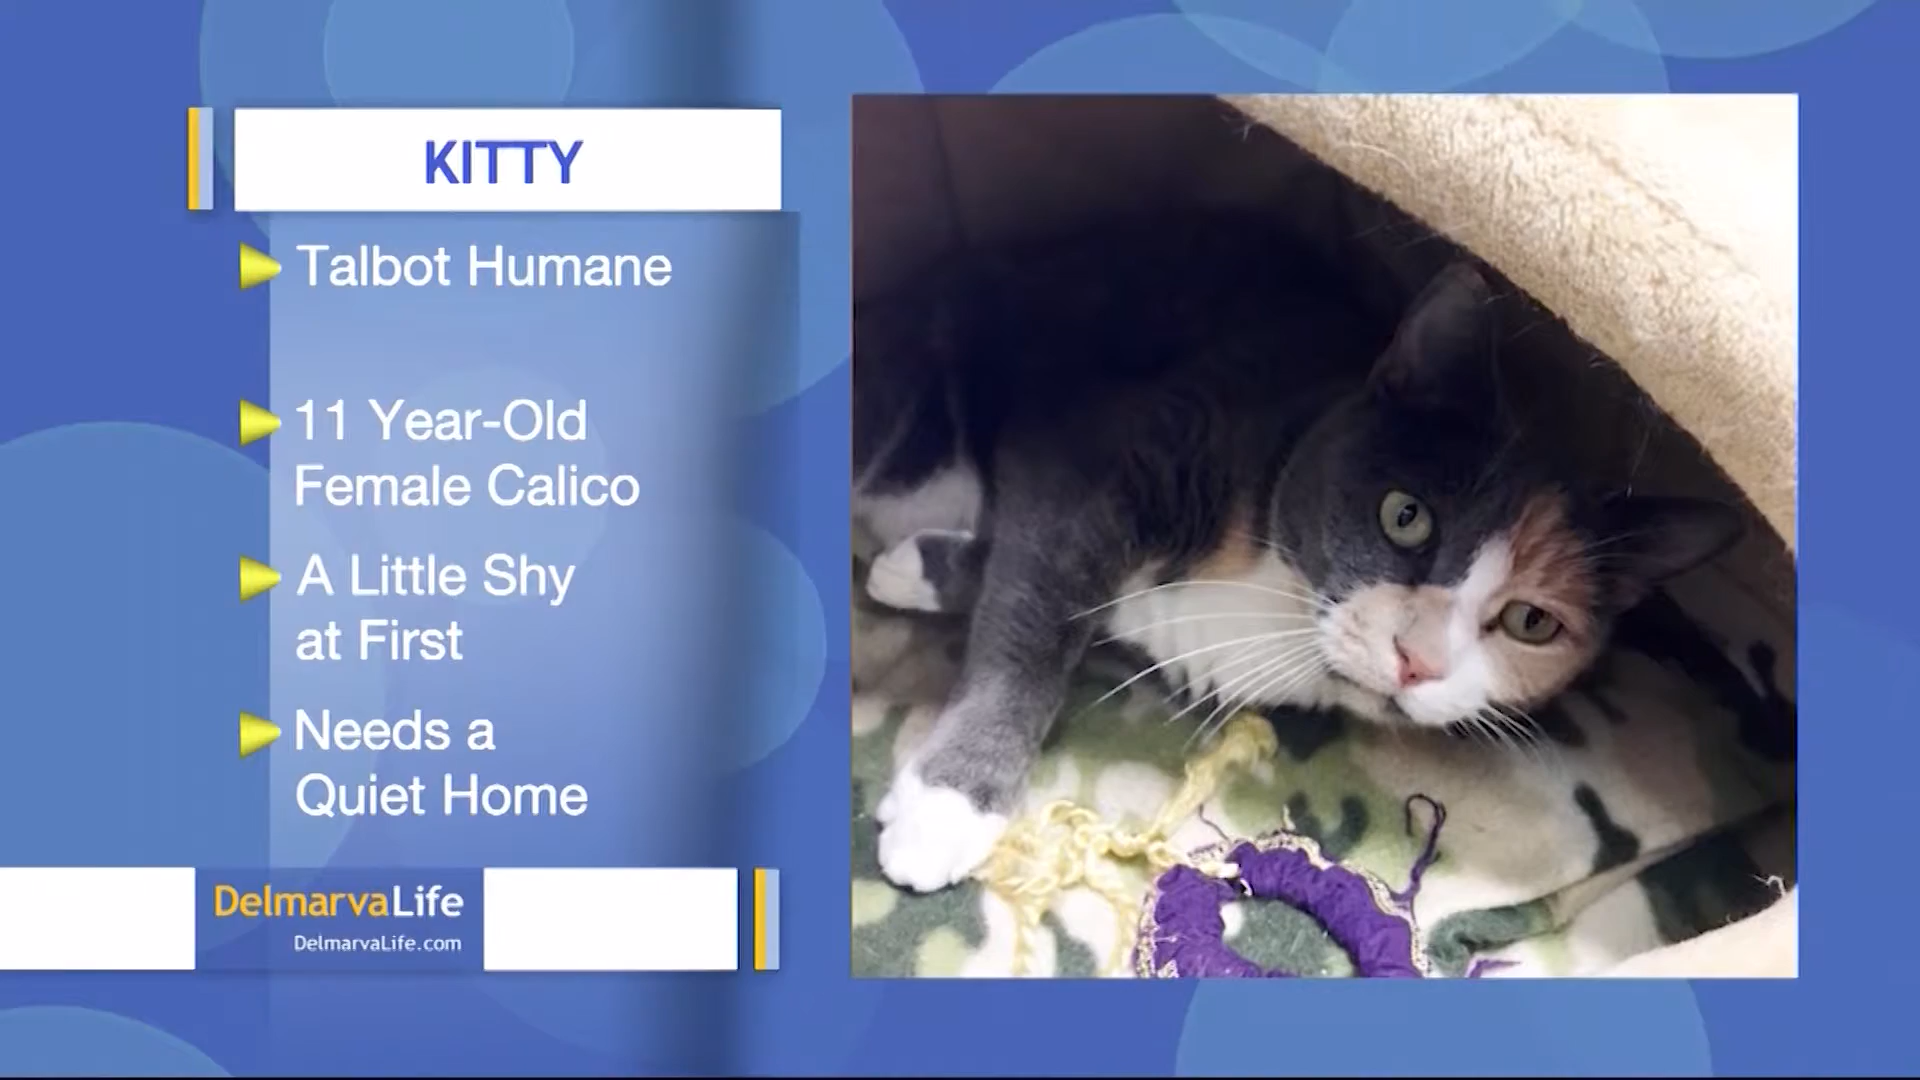 KITTY
Talbot Humane
11 Year-Old
Female Calico
A Little Shy
at First
Needs a
Quiet Home
DelmarvaLife
DelmarvaLife.com